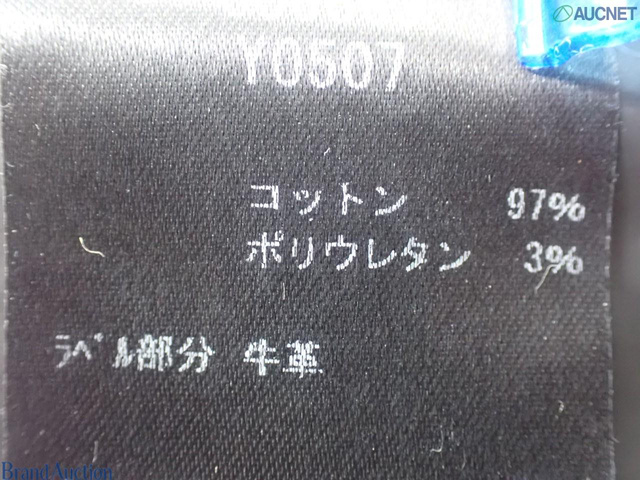 AUCNET
Y0507
コットン 97%
ポリウレタン 3%
ラベル部分 牛革
Brand Auction